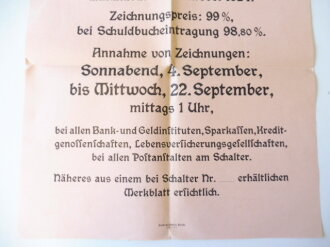 Zeichnungspreis: 99%,
bei Schuldbucheintragung 98,80%.
Annahme von Zeichnungen:
Sonnabend, 4. September,
bis Mittwoch, 22. September,
mittags 1 Uhr,
bei allen Bank- und Geldinstituten, Sparkassen, Kredit-
genossenschaften, Lebensversicherungsgesellschaften,
bei allen Postanstalten am Schalter.
Näheres aus einem bei Schalter Nr. ..... erhältlichen
Merkblatt ersichtlich.